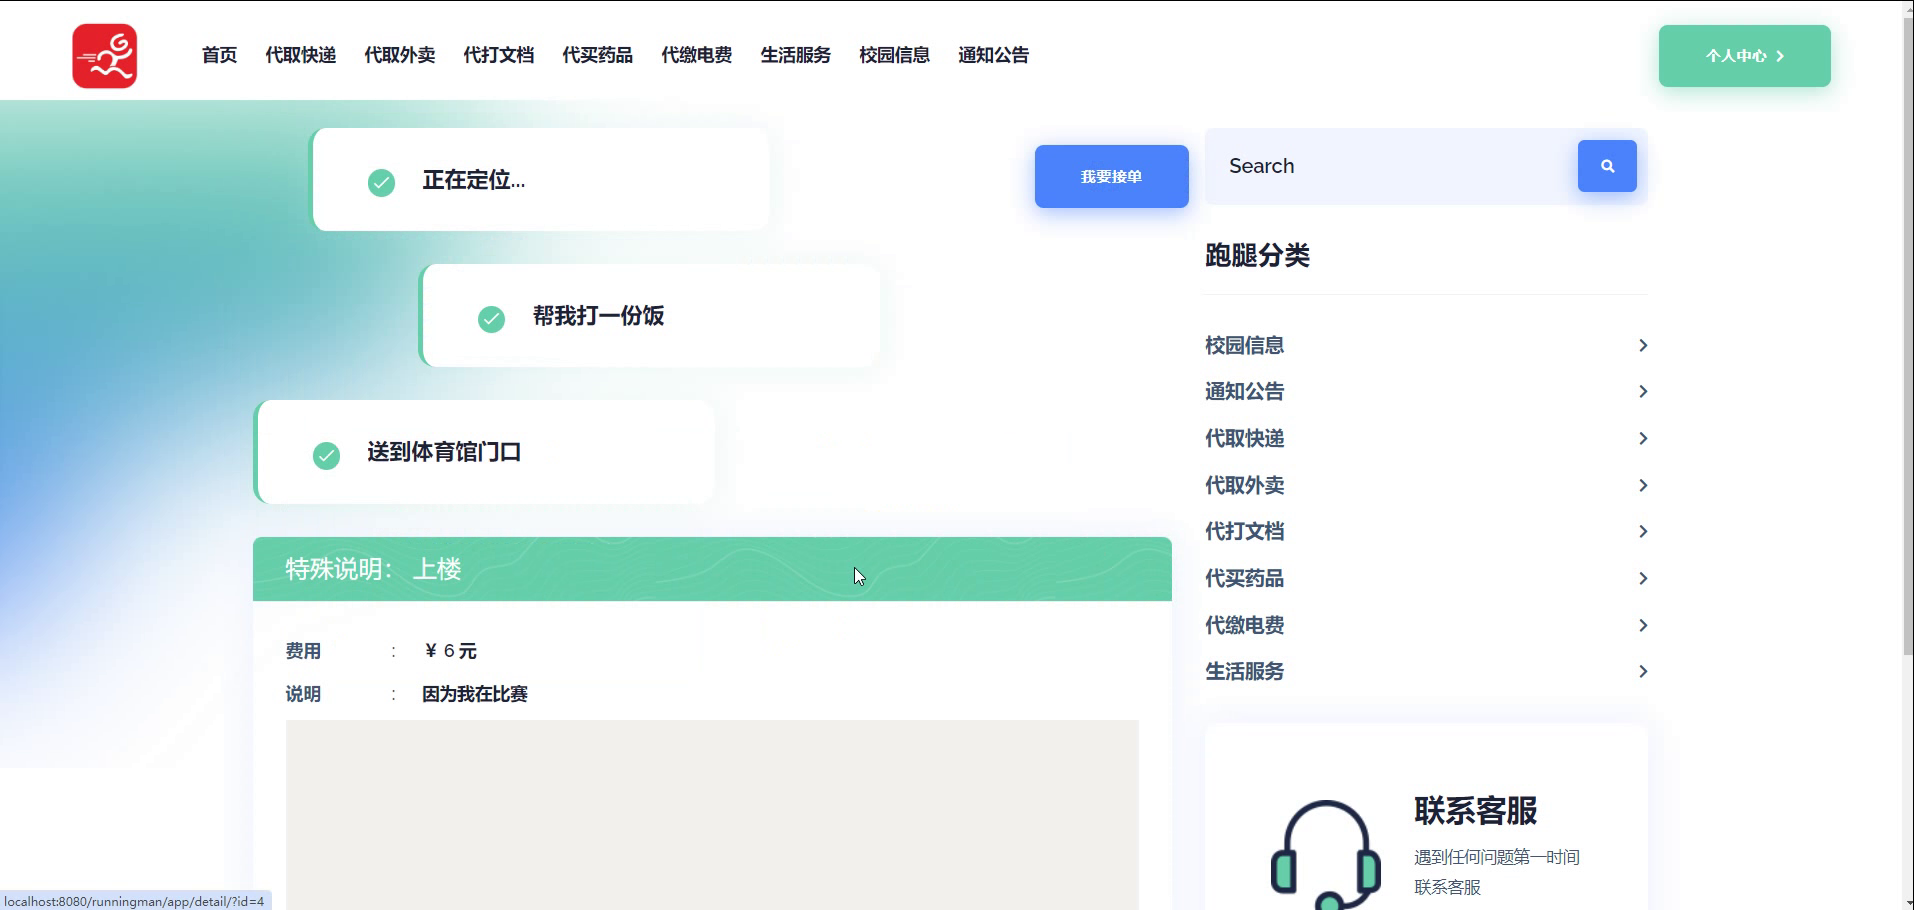 首页 代取快递 代取外卖 代打文档 代买药品 代缴电费 生活服务 校园信息 通知公告
个人中心
正在定位...
我要接单
Search
帮我打一份饭
送到体育馆门口
特殊说明： 上楼
费用 : ￥ 6 元
说明 : 因为我在比赛
跑腿分类
校园信息
通知公告
代取快递
代取外卖
代打文档
代买药品
代缴电费
生活服务
联系客服
遇到任何问题第一时间
联系客服
localhost:8080/runningman/app/detail/?id=4